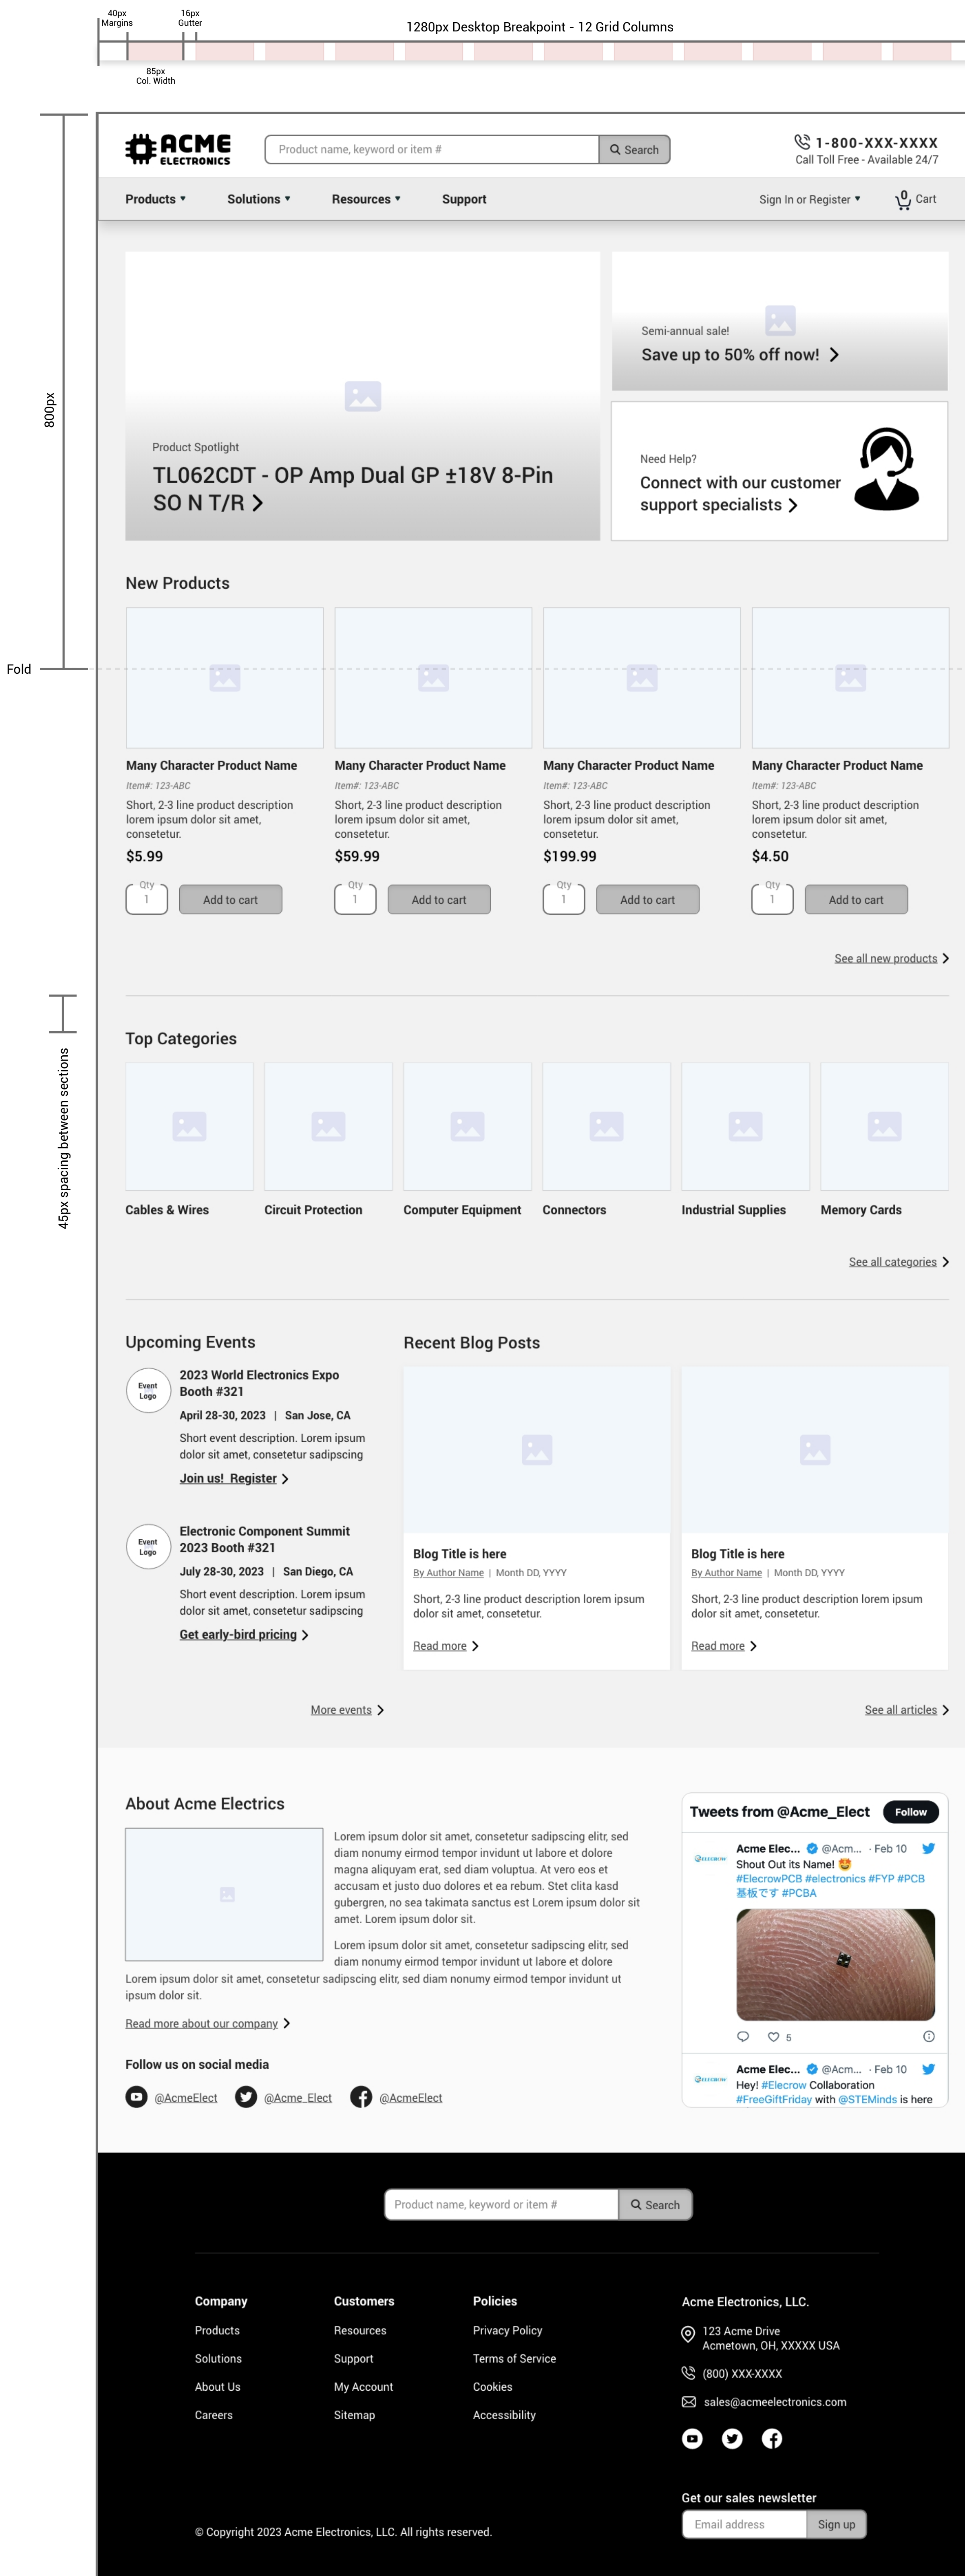 40px
Margins
16px
Gutter
1280px Desktop Breakpoint - 12 Grid Columns
85px
Col. Width
800px
Fold
45px spacing between sections
ACME
ELECTRONICS
Product name, keyword or item #
Search
1-800-XXX-XXXX
Call Toll Free - Available 24/7
Products
Solutions
Resources
Support
Sign In or Register
0
Cart
Product Spotlight
TL062CDT - OP Amp Dual GP ±18V 8-Pin
SO N T/R
Semi-annual sale!
Save up to 50% off now!
Need Help?
Connect with our customer
support specialists
New Products
Many Character Product Name
Item#: 123-ABC
Short, 2-3 line product description
lorem ipsum dolor sit amet,
consetetur.
$5.99
Qty
1
Add to cart
Many Character Product Name
Item#: 123-ABC
Short, 2-3 line product description
lorem ipsum dolor sit amet,
consetetur.
$59.99
Qty
1
Add to cart
Many Character Product Name
Item#: 123-ABC
Short, 2-3 line product description
lorem ipsum dolor sit amet,
consetetur.
$199.99
Qty
1
Add to cart
Many Character Product Name
Item#: 123-ABC
Short, 2-3 line product description
lorem ipsum dolor sit amet,
consetetur.
$4.50
Qty
1
Add to cart
See all new products
Top Categories
Cables & Wires
Circuit Protection
Computer Equipment
Connectors
Industrial Supplies
Memory Cards
See all categories
Upcoming Events
Event
Logo
2023 World Electronics Expo
Booth #321
April 28-30, 2023 | San Jose, CA
Short event description. Lorem ipsum
dolor sit amet, consetetur sadipscing
Join us! Register
Event
Logo
Electronic Component Summit
2023 Booth #321
July 28-30, 2023 | San Diego, CA
Short event description. Lorem ipsum
dolor sit amet, consetetur sadipscing
Get early-bird pricing
More events
Recent Blog Posts
Blog Title is here
By Author Name | Month DD, YYYY
Short, 2-3 line product description lorem ipsum
dolor sit amet, consetetur.
Read more
Blog Title is here
By Author Name | Month DD, YYYY
Short, 2-3 line product description lorem ipsum
dolor sit amet, consetetur.
Read more
See all articles
About Acme Electrics
Lorem ipsum dolor sit amet, consetetur sadipscing elitr, sed
diam nonumy eirmod tempor invidunt ut labore et dolore
magna aliquyam erat, sed diam voluptua. At vero eos et
accusam et justo duo dolores et ea rebum. Stet clita kasd
gubergren, no sea takimata sanctus est Lorem ipsum dolor sit
amet. Lorem ipsum dolor sit.
Lorem ipsum dolor sit amet, consetetur sadipscing elitr, sed
diam nonumy eirmod tempor invidunt ut labore et dolore
Lorem ipsum dolor sit amet, consetetur sadipscing elitr, sed diam nonumy eirmod tempor invidunt ut
ipsum dolor sit.
Read more about our company
Follow us on social media
@AcmeElect
@Acme_Elect
@AcmeElect
Tweets from @Acme_Elect
Follow
ELECROW
Acme Elec... @Acm... · Feb 10
Shout Out its Name! 🤩
#ElecrowPCB #electronics #FYP #PCB
基板です #PCBA
5
ELECROW
Acme Elec... @Acm... · Feb 10
Hey! #Elecrow Collaboration
#FreeGiftFriday with @STEMinds is here
Product name, keyword or item #
Search
Company
Products
Solutions
About Us
Careers
Customers
Resources
Support
My Account
Sitemap
Policies
Privacy Policy
Terms of Service
Cookies
Accessibility
Acme Electronics, LLC.
123 Acme Drive
Acmetown, OH, XXXXX USA
(800) XXX-XXXX
sales@acmeelectronics.com
Get our sales newsletter
Email address
Sign up
© Copyright 2023 Acme Electronics, LLC. All rights reserved.